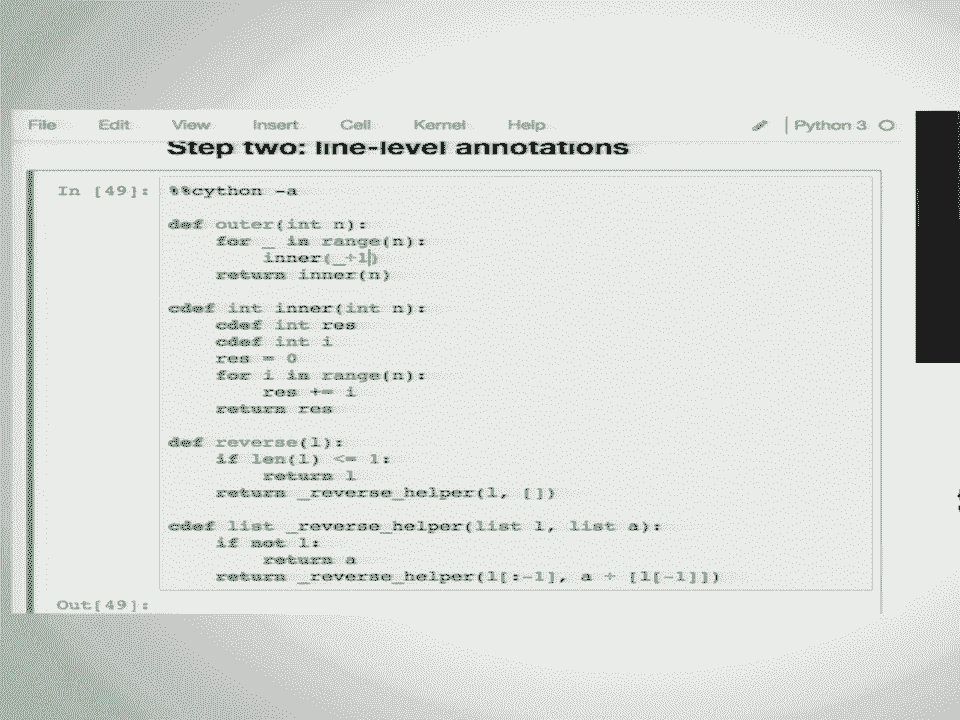 File Edit View Insert Cell Kernel Help Python 3
Step two: line-level annotations
In [49]:
%%cython -a
def outer(int n):
    for _ in range(n):
        inner(_+1)
    return inner(n)
cdef int inner(int n):
    cdef int res
    cdef int i
    res = 0
    for i in range(n):
        res += i
    return res
def reverse(l):
    if len(l) <= 1:
        return l
    return _reverse_helper(l, [])
cdef list _reverse_helper(list l, list a):
    if not l:
        return a
    return _reverse_helper(l[:-1], a + [l[-1]])
Out[49]: